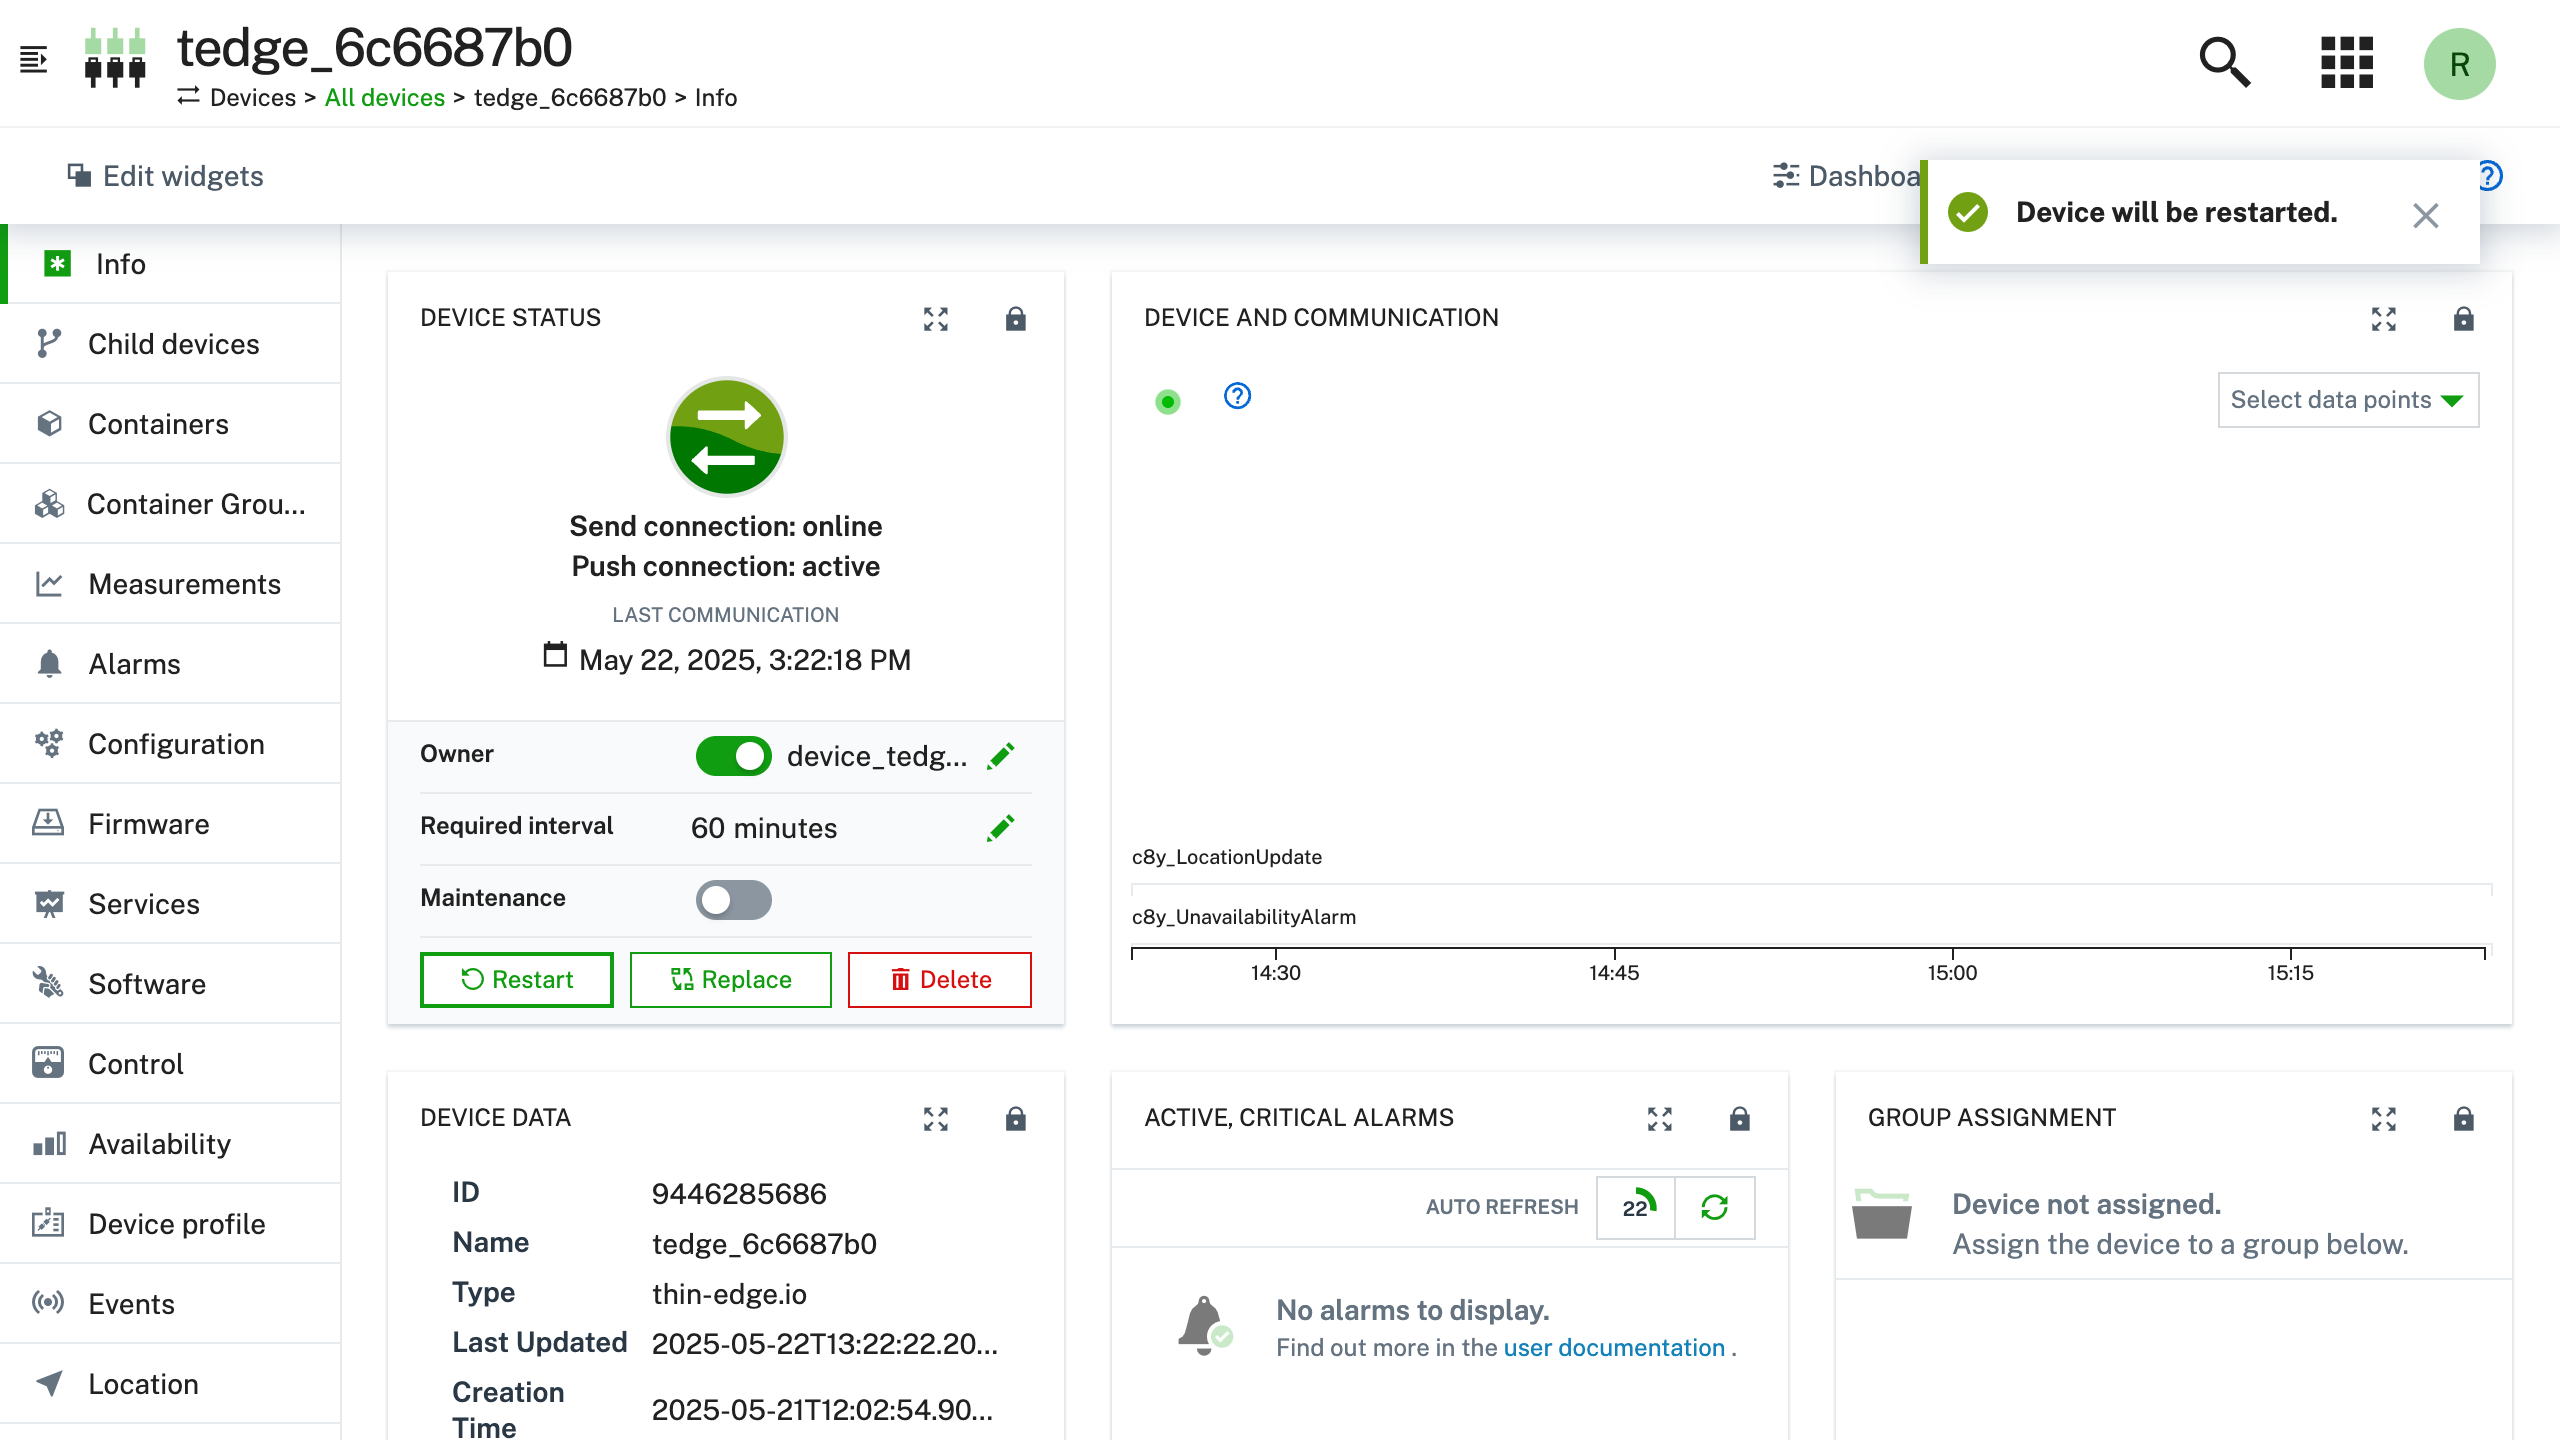 tedge_6c6687b0
Devices > All devices > tedge_6c6687b0 > Info
R
Edit widgets
Dashboa
Device will be restarted.
Info
Child devices
Containers
Container Grou...
Measurements
Alarms
Configuration
Firmware
Services
Software
Control
Availability
Device profile
Events
Location
DEVICE STATUS
Send connection: online
Push connection: active
LAST COMMUNICATION
May 22, 2025, 3:22:18 PM
Owner device_tedg...
Required interval 60 minutes
Maintenance
Restart Replace Delete
DEVICE AND COMMUNICATION
Select data points
c8y_LocationUpdate
c8y_UnavailabilityAlarm
14:30 14:45 15:00 15:15
DEVICE DATA
ID 9446285686
Name tedge_6c6687b0
Type thin-edge.io
Last Updated 2025-05-22T13:22:22.20...
Creation
Time 2025-05-21T12:02:54.90...
ACTIVE, CRITICAL ALARMS
AUTO REFRESH 22
No alarms to display.
Find out more in the user documentation .
GROUP ASSIGNMENT
Device not assigned.
Assign the device to a group below.